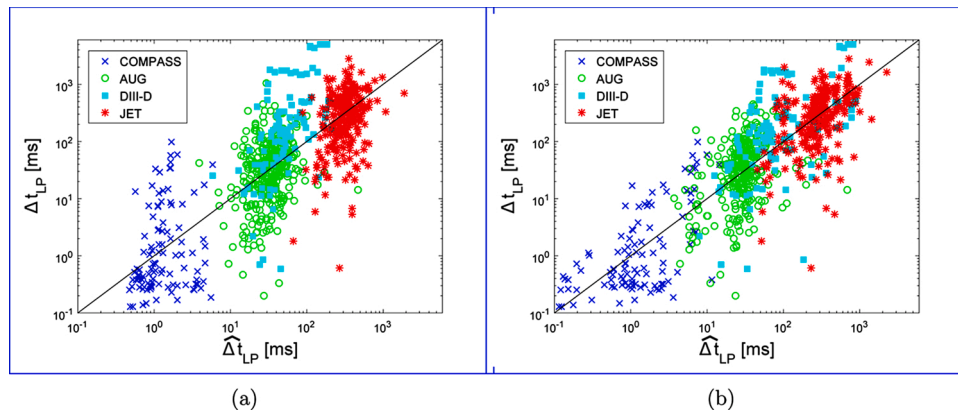 COMPASS
AUG
DIII-D
JET
10³
10²
10¹
10⁰
10⁻¹
Δ t_LP [ms]
10⁻¹ 10⁰ 10¹ 10² 10³
Δ̂ t_LP [ms]
(a)
COMPASS
AUG
DIII-D
JET
10³
10²
10¹
10⁰
10⁻¹
Δ t_LP [ms]
10⁻¹ 10⁰ 10¹ 10² 10³
Δ̂ t_LP [ms]
(b)